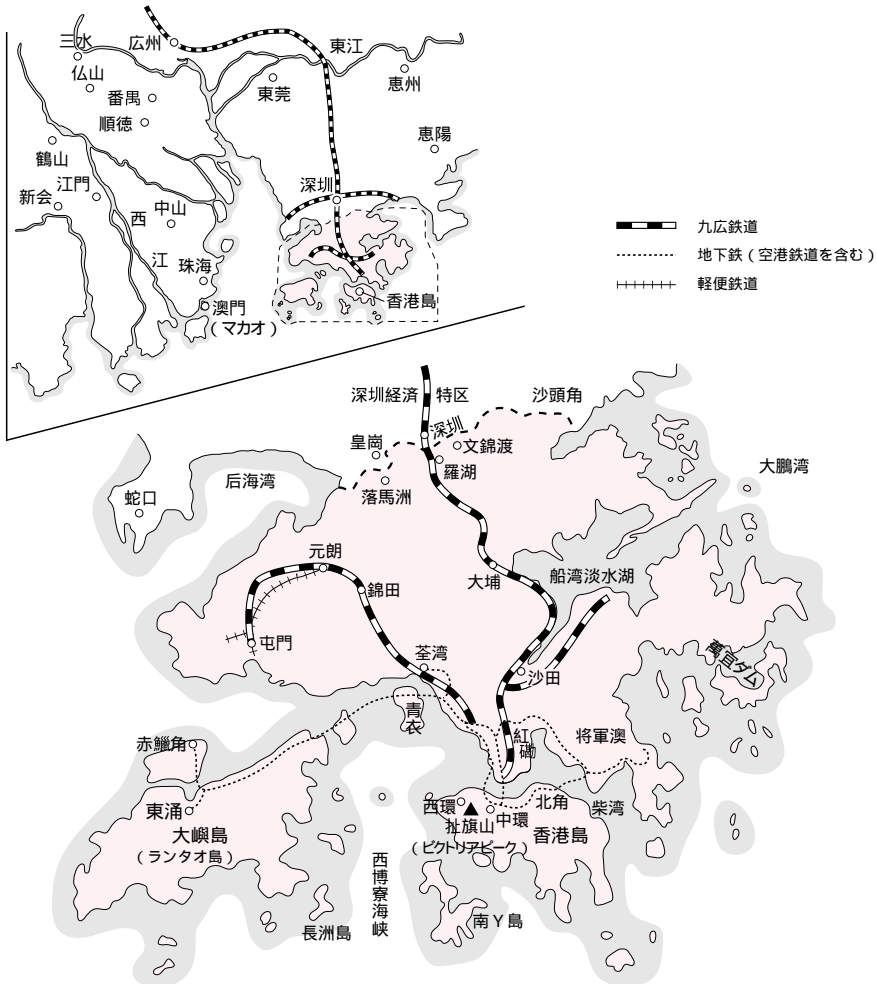 三水
広州
東江
仏山
東莞
恵州
番禺
順徳
恵陽
鶴山
江門
深圳
新会
西
中山
江
珠海
香港島
澳門
（マカオ）
九広鉄道
地下鉄（空港鉄道を含む）
軽便鉄道
深圳経済 特区
沙頭角
深圳
皇崗
文錦渡
羅湖
大鵬湾
后海湾
落馬洲
蛇口
元朗
大埔
船湾淡水湖
錦田
屯門
荃湾
沙田
萬宜ダム
青衣
紅磡
将軍澳
赤鱲角
東涌
西環
北角
柴湾
中環
大嶼島
（ランタオ島）
扯旗山
（ビクトリアピーク）
香港島
西博寮海峡
長洲島
南Y島